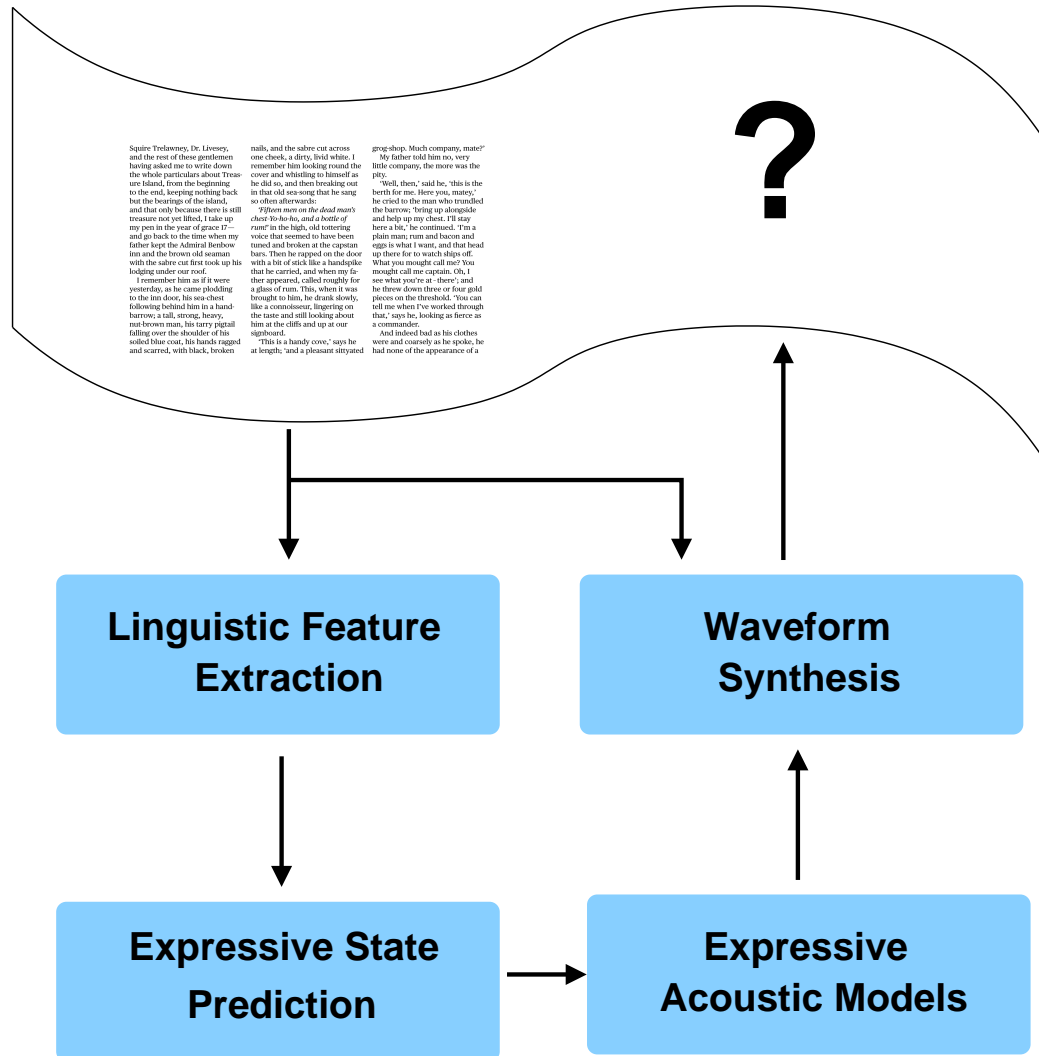 Squire Trelawney, Dr. Livesey,
and the rest of these gentlemen
having asked me to write down
the whole particulars about Treas-
ure Island, from the beginning
to the end, keeping nothing back
but the bearings of the island,
and that only because there is still
treasure not yet lifted, I take up
my pen in the year of grace 17—
and go back to the time when my
father kept the Admiral Benbow
inn and the brown old seaman
with the sabre cut first took up his
lodging under our roof.
I remember him as if it were
yesterday, as he came plodding
to the inn door, his sea-chest
following behind him in a hand-
barrow; a tall, strong, heavy,
nut-brown man, his tarry pigtail
falling over the shoulder of his
soiled blue coat, his hands ragged
and scarred, with black, broken
nails, and the sabre cut across
one cheek, a dirty, livid white. I
remember him looking round the
cover and whistling to himself as
he did so, and then breaking out
in that old sea-song that he sang
so often afterwards:
'Fifteen men on the dead man's
chest-Yo-ho-ho, and a bottle of
rum!' in the high, old tottering
voice that seemed to have been
tuned and broken at the capstan
bars. Then he rapped on the door
with a bit of stick like a handspike
that he carried, and when my fa-
ther appeared, called roughly for
a glass of rum. This, when it was
brought to him, he drank slowly,
like a connoisseur, lingering on
the taste and still looking about
him at the cliffs and up at our
signboard.
'This is a handy cove,' says he
at length; 'and a pleasant sittyated
grog-shop. Much company, mate?'
My father told him no, very
little company, the more was the
pity.
'Well, then,' said he, 'this is the
berth for me. Here you, matey,'
he cried to the man who trundled
the barrow; 'bring up alongside
and help up my chest. I'll stay
here a bit,' he continued. 'I'm a
plain man; rum and bacon and
eggs is what I want, and that head
up there for to watch ships off.
What you mought call me? You
mought call me captain. Oh, I
see what you're at- there'; and
he threw down three or four gold
pieces on the threshold. 'You can
tell me when I've worked through
that,' says he, looking as fierce as
a commander.
And indeed bad as his clothes
were and coarsely as he spoke, he
had none of the appearance of a
?
Linguistic Feature
Extraction
Waveform
Synthesis
Expressive State
Prediction
Expressive
Acoustic Models